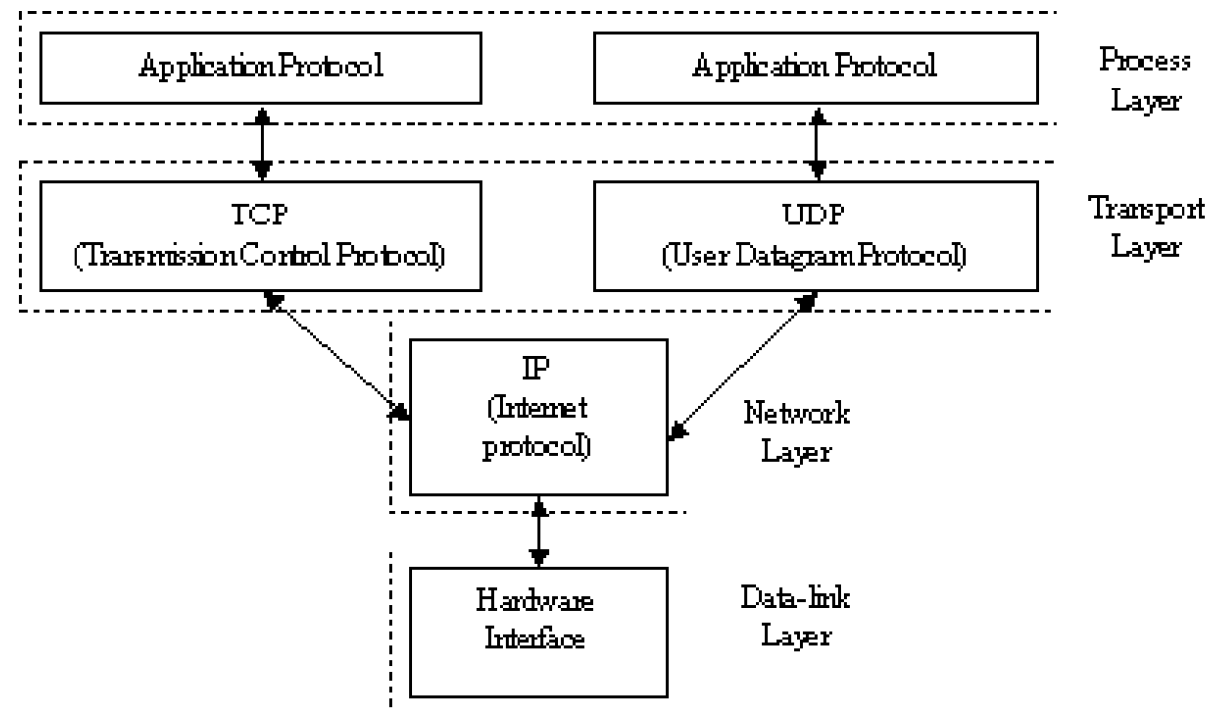 Application Protocol
Application Protocol
Process
Layer
TCP
(Transmission Control Protocol)
UDP
(User Datagram Protocol)
Transport
Layer
IP
(Internet
protocol)
Network
Layer
Hardware
Interface
Data-link
Layer